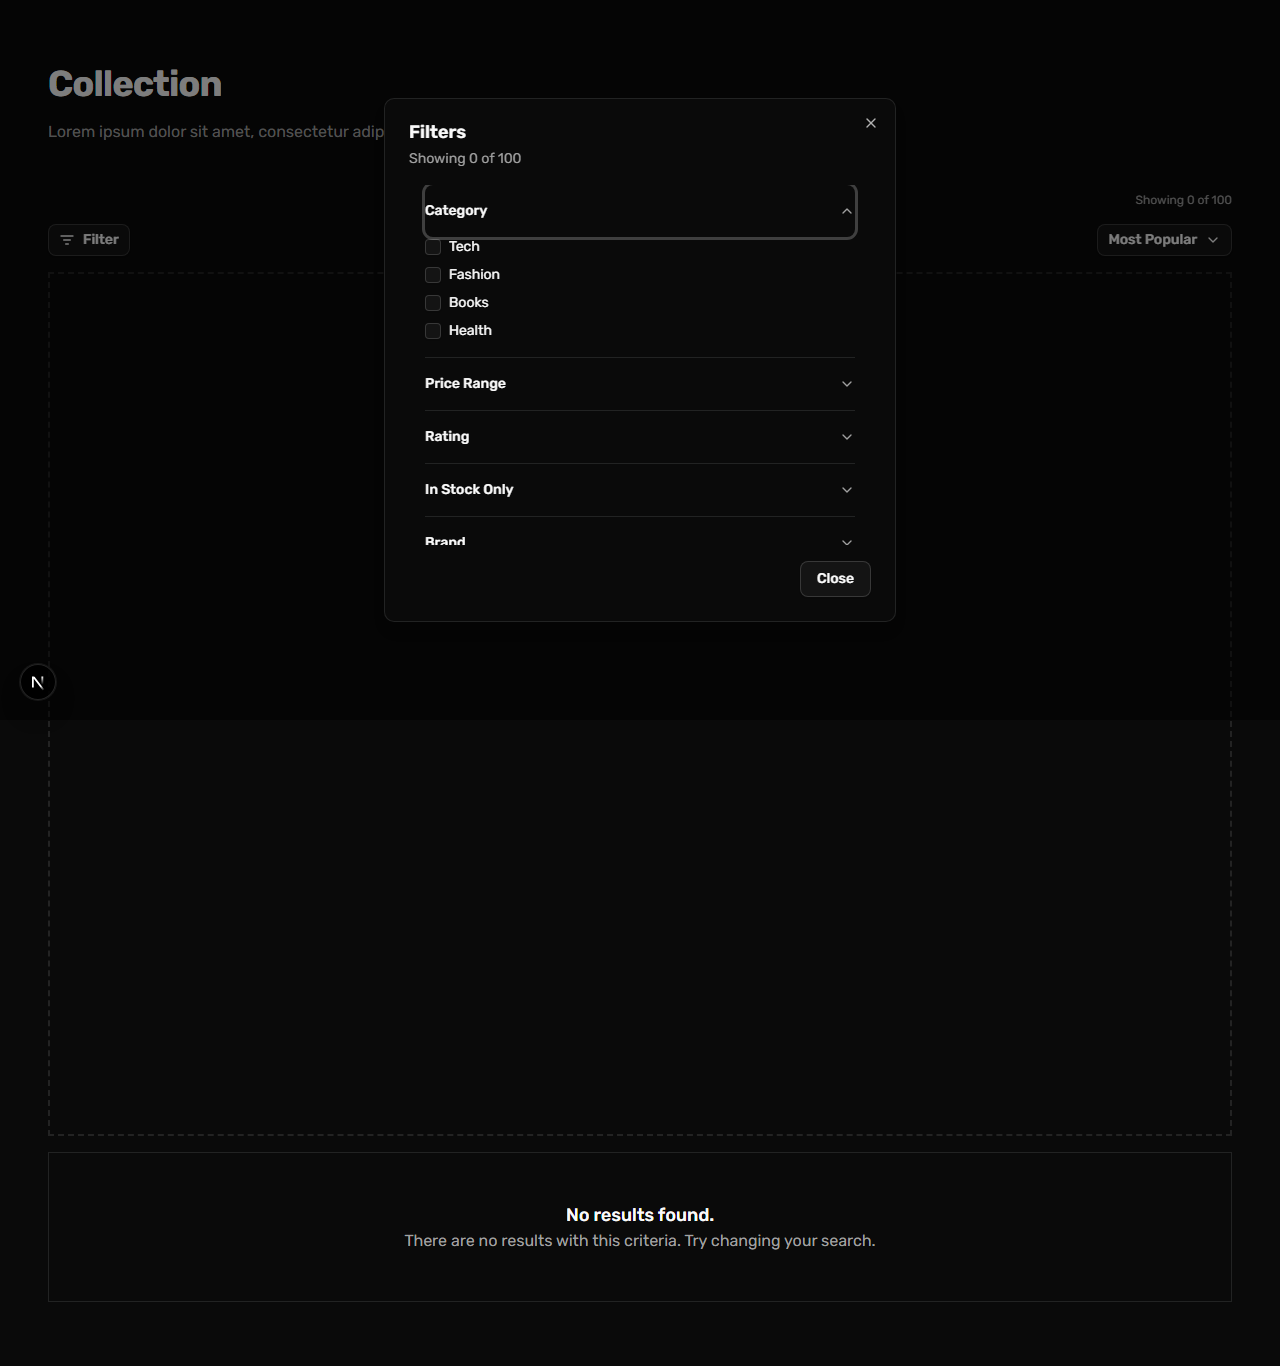 Collection
Lorem ipsum dolor sit amet, consectetur adip
Showing 0 of 100
Filter
Most Popular
Filters
Showing 0 of 100
Category
Tech
Fashion
Books
Health
Price Range
Rating
In Stock Only
Brand
Close
N
No results found.
There are no results with this criteria. Try changing your search.